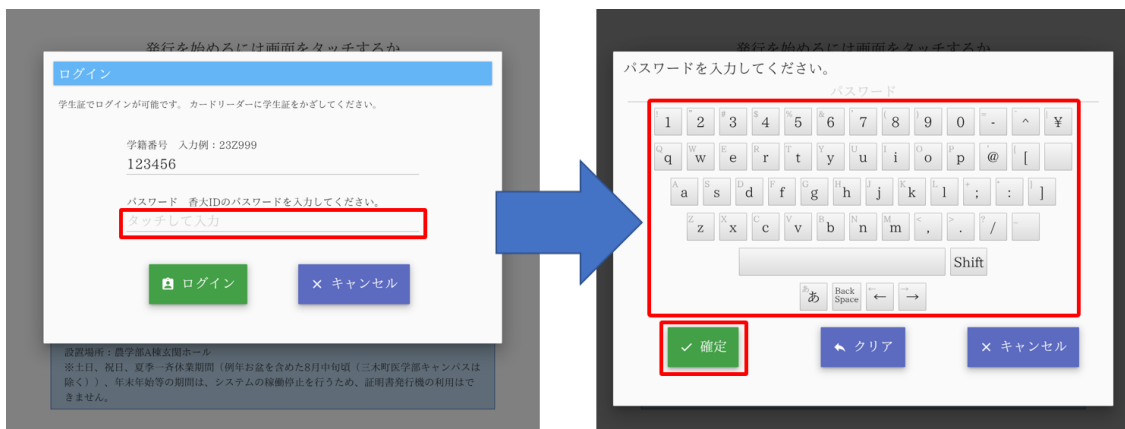 発行を始めるには画面をタッチするか
ログイン
学生証でログインが可能です。 カードリーダーに学生証をかざしてください。
学籍番号　入力例：23Z999
123456
パスワード　香大IDのパスワードを入力してください。
タッチして入力
ログイン
× キャンセル
設置場所：農学部A棟玄関ホール
※土日、祝日、夏季一斉休業期間（例年お盆を含めた8月中旬頃（三木町医学部キャンパスは
除く））、年末年始等の期間は、システムの稼働停止を行うため、証明書発行機の利用はで
きません。
発行を始めるには画面をタッチするか
パスワードを入力してください。
パスワード
! 1 " 2 # 3 $ 4 % 5 & 6 ' 7 ( 8 ) 9 0 = - ^ | ¥
Q q W w E e R r T t Y y U u I i O o P p ` @ { [
A a S s D d F f G g H h J j K k L l + ; * : } ]
Z z X x C c V v B b N n M m < , > . ? / _
Shift
あ あ Back Space ← ← → →
✓ 確定
クリア
× キャンセル